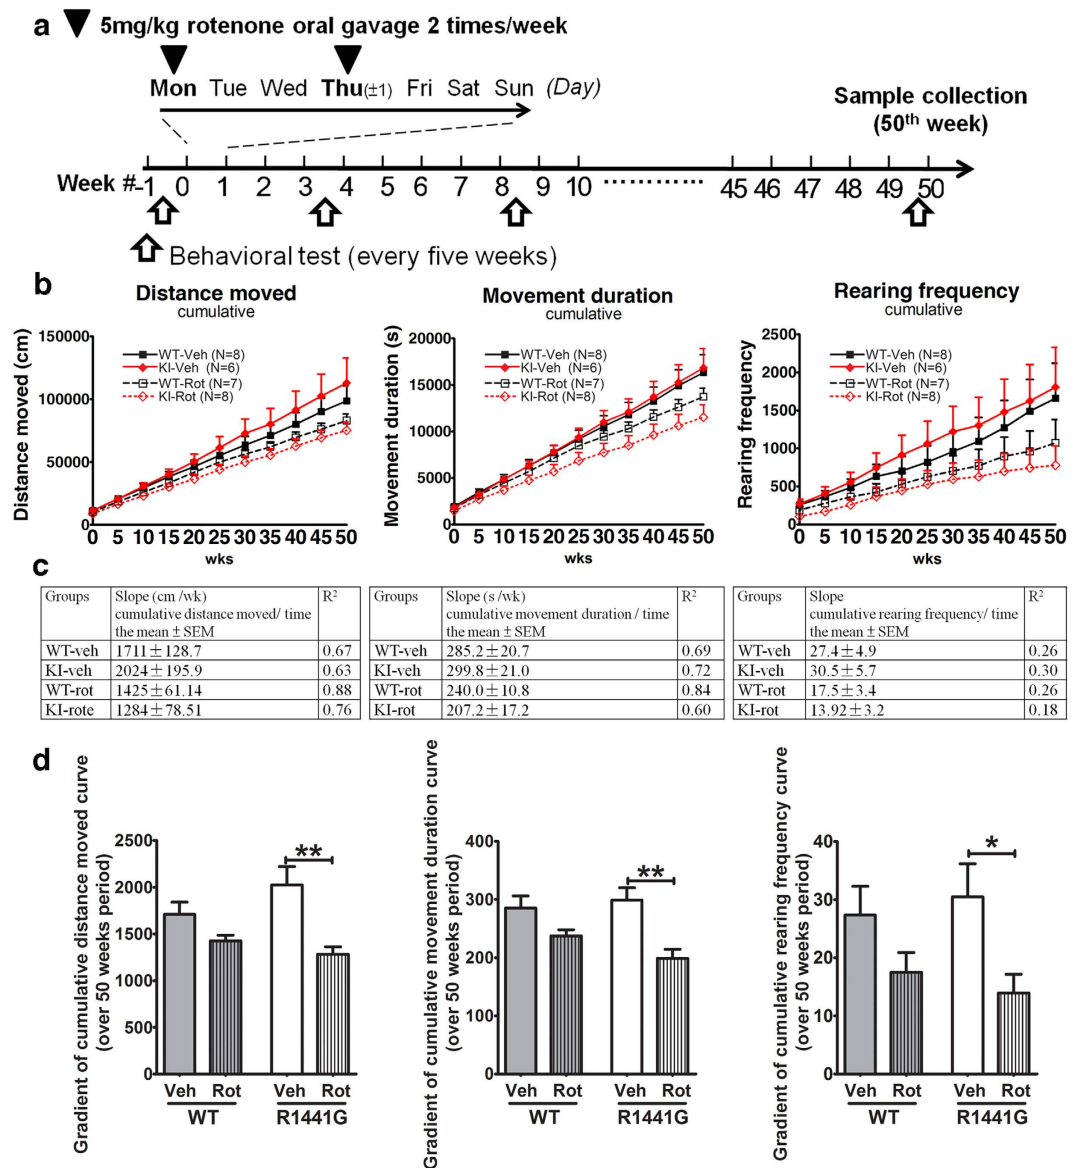 a 5mg/kg rotenone oral gavage 2 times/week
Mon Tue Wed Thu(±1) Fri Sat Sun (Day)
Sample collection
(50th week)
Week # -1 0 1 2 3 4 5 6 7 8 9 10 ............... 45 46 47 48 49 50
Behavioral test (every five weeks)
b
Distance moved
cumulative
Distance moved (cm)
150000
100000
50000
0
WT-Veh (N=8)
KI-Veh (N=6)
WT-Rot (N=7)
KI-Rot (N=8)
0 5 10 15 20 25 30 35 40 45 50
wks
Movement duration
cumulative
Movement duration (s)
20000
15000
10000
5000
0
WT-Veh (N=8)
KI-Veh (N=6)
WT-Rot (N=7)
KI-Rot (N=8)
0 5 10 15 20 25 30 35 40 45 50
wks
Rearing frequency
cumulative
Rearing frequency
2500
2000
1500
1000
500
0
WT-Veh (N=8)
KI-Veh (N=6)
WT-Rot (N=7)
KI-Rot (N=8)
0 5 10 15 20 25 30 35 40 45 50
wks
c
Groups Slope (cm /wk) R2
cumulative distance moved/ time
the mean ± SEM
WT-veh 1711±128.7 0.67
KI-veh 2024±195.9 0.63
WT-rot 1425±61.14 0.88
KI-rote 1284±78.51 0.76
Groups Slope (s /wk) R2
cumulative movement duration / time
the mean ± SEM
WT-veh 285.2±20.7 0.69
KI-veh 299.8±21.0 0.72
WT-rot 240.0±10.8 0.84
KI-rot 207.2±17.2 0.60
Groups Slope R2
cumulative rearing frequency/ time
the mean ± SEM
WT-veh 27.4±4.9 0.26
KI-veh 30.5±5.7 0.30
WT-rot 17.5±3.4 0.26
KI-rot 13.92±3.2 0.18
d
Gradient of cumulative distance moved curve
(over 50 weeks period)
2500
2000
1500
1000
500
0
**
Veh Rot Veh Rot
WT R1441G
Gradient of cumulative movement duration curve
(over 50 weeks period)
400
300
200
100
0
**
Veh Rot Veh Rot
WT R1441G
Gradient of cumulative rearing frequency curve
(over 50 weeks period)
40
30
20
10
0
*
Veh Rot Veh Rot
WT R1441G